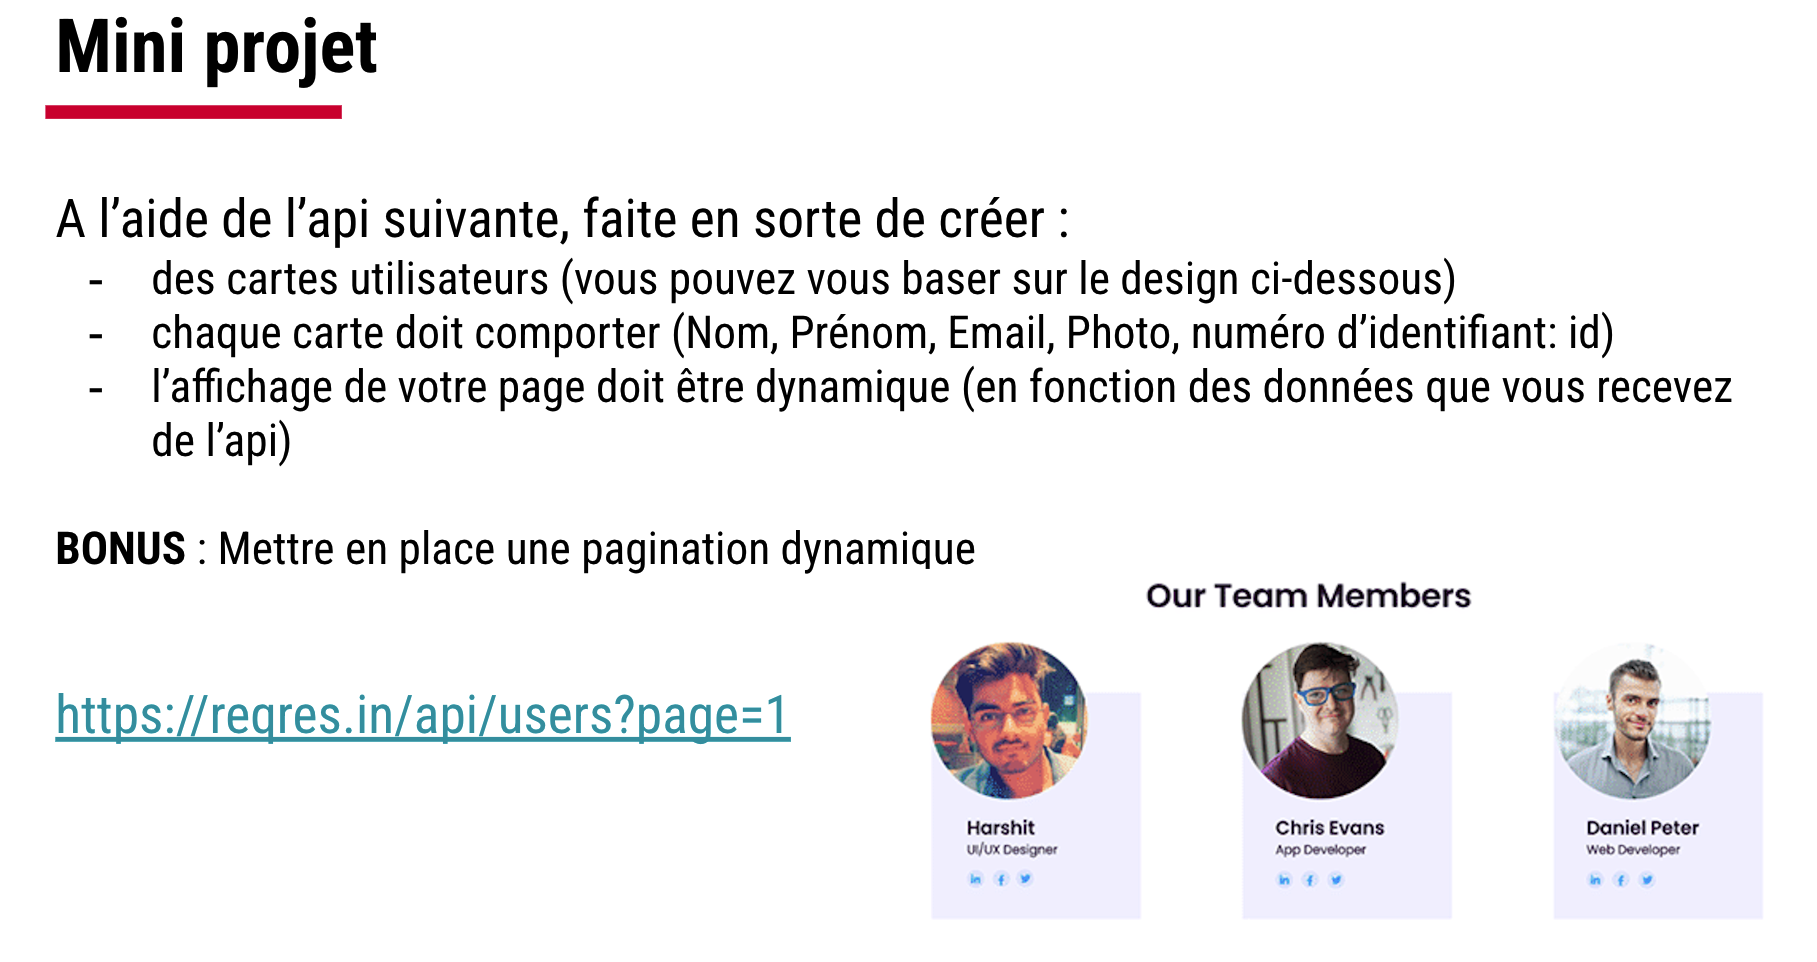 Mini projet
A l’aide de l’api suivante, faite en sorte de créer :
- des cartes utilisateurs (vous pouvez vous baser sur le design ci-dessous)
- chaque carte doit comporter (Nom, Prénom, Email, Photo, numéro d’identifiant: id)
- l’affichage de votre page doit être dynamique (en fonction des données que vous recevez
de l’api)
BONUS : Mettre en place une pagination dynamique
Our Team Members
https://reqres.in/api/users?page=1
Harshit
UI/UX Designer
Chris Evans
App Developer
Daniel Peter
Web Developer